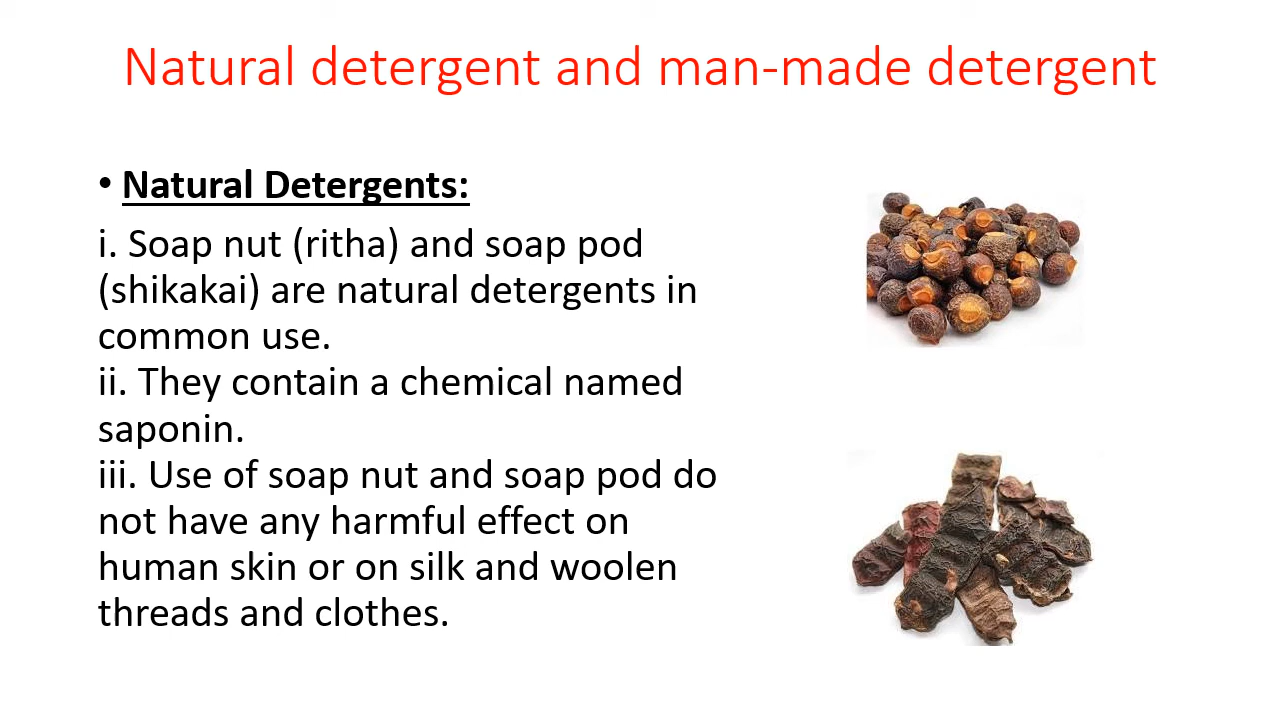 Natural detergent and man-made detergent
• Natural Detergents:
i. Soap nut (ritha) and soap pod
(shikakai) are natural detergents in
common use.
ii. They contain a chemical named
saponin.
iii. Use of soap nut and soap pod do
not have any harmful effect on
human skin or on silk and woolen
threads and clothes.